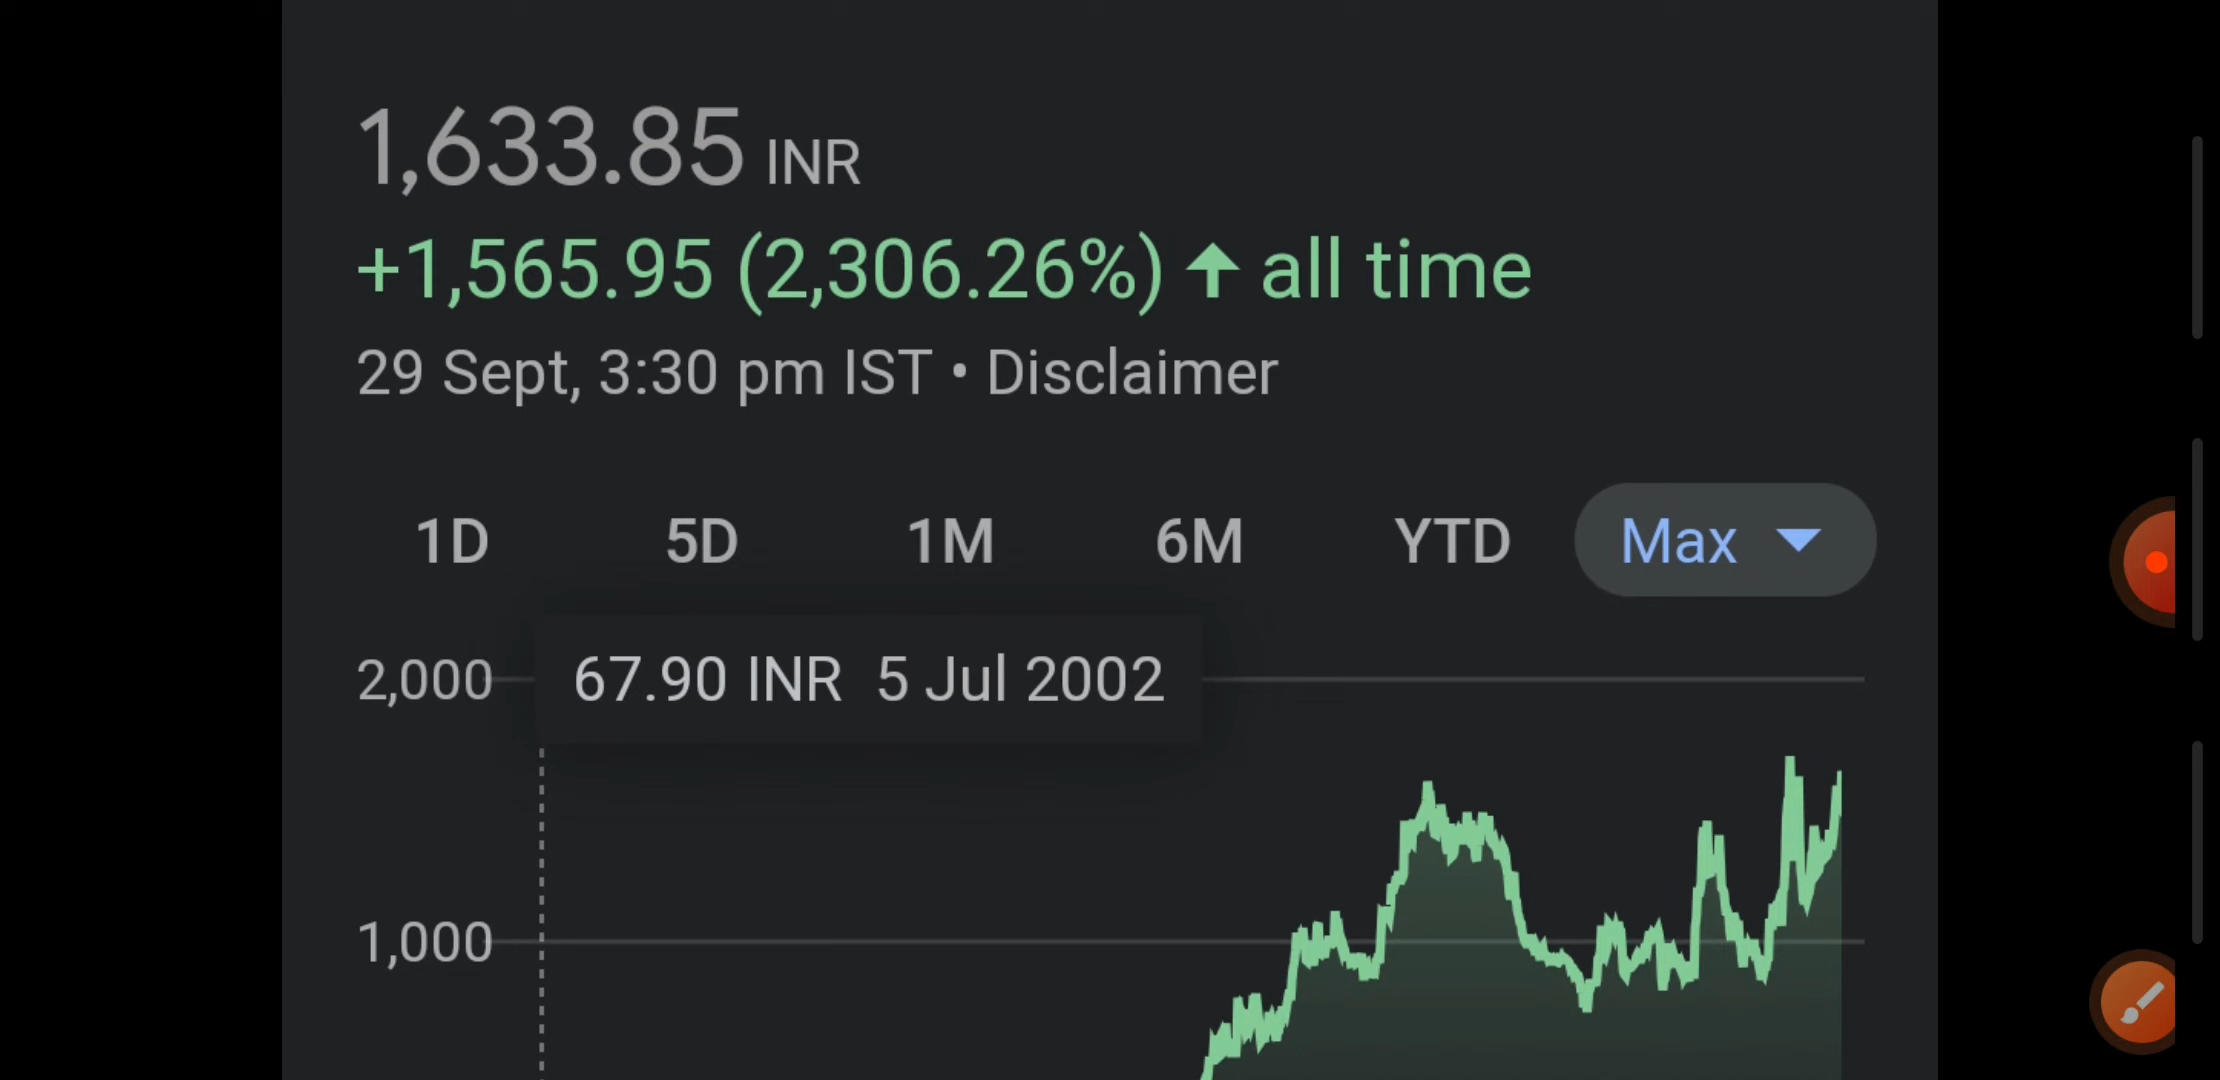 1,633.85 INR
+1,565.95 (2,306.26%) ↑ all time
29 Sept, 3:30 pm IST • Disclaimer
1D 5D 1M 6M YTD Max
2,000 67.90 INR 5 Jul 2002
1,000